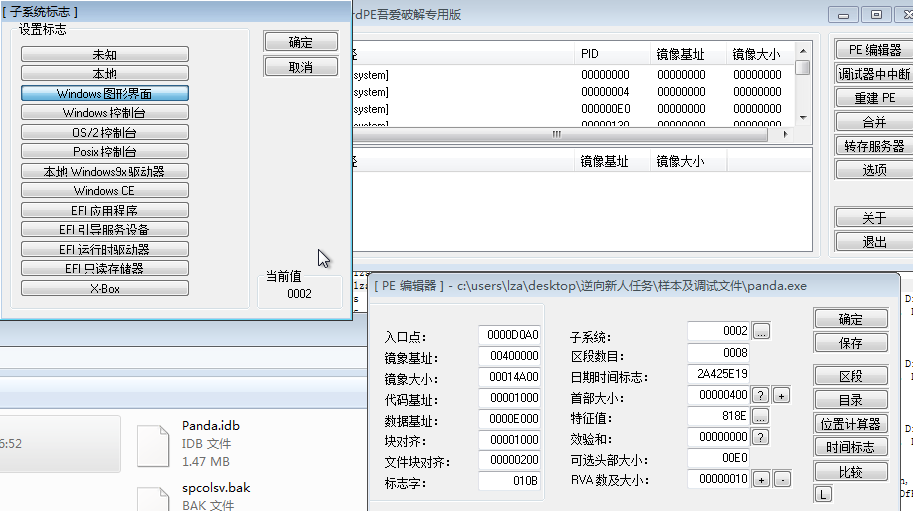 [ 子系统标志 ]
设置标志
未知
本地
Windows 图形界面
Windows 控制台
OS/2 控制台
Posix 控制台
本地 Windows9x 驱动器
Windows CE
EFI 应用程序
EFI 引导服务设备
EFI 运行时驱动器
EFI 只读存储器
X-Box
确定
取消
当前值
0002
rdPE吾爱破解专用版
径 PID 镜像基址 镜像大小
system] 00000000 00000000 00000000
system] 00000004 00000000 00000000
system] 000000E0 00000000 00000000
system] 00000130 00000000 00000000
径 镜像基址 镜像大小
PE 编辑器
调试器中中断
重建 PE
合并
转存服务器
选项
关于
退出
[ PE 编辑器 ] - c:\users\lza\desktop\逆向新人任务\样本及调试文件\panda.exe
入口点: 0000D0A0
镜像基址: 00400000
镜像大小: 00014A00
代码基址: 00001000
数据基址: 0000E000
块对齐: 00001000
文件块对齐: 00000200
标志字: 010B
子系统: 0002 ...
区段数目: 0008
日期时间标志: 2A425E19
首部大小: 00000400 ? +
特征值: 818E ...
效验和: 00000000 ?
可选头部大小: 00E0
RVA 数及大小: 00000010 + -
确定
保存
区段
目录
位置计算器
时间标志
比较
L
6:52
Panda.idb
IDB 文件
1.47 MB
spcolsv.bak
BAK 文件